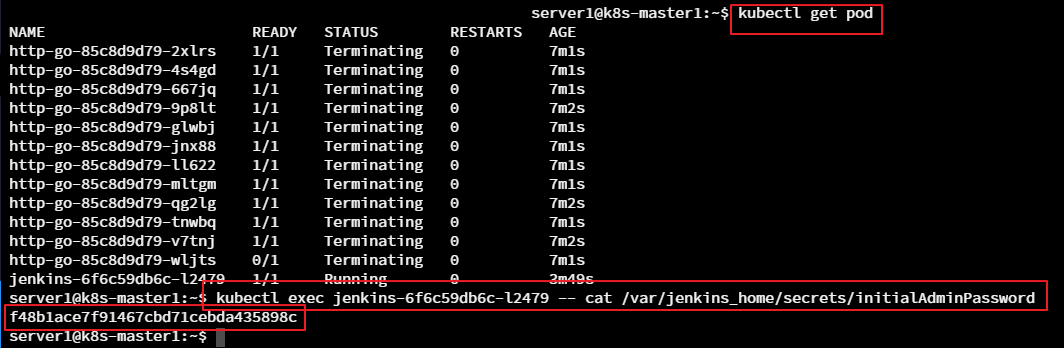 server1@k8s-master1:~$ kubectl get pod
NAME READY STATUS RESTARTS AGE
http-go-85c8d9d79-2xlrs 1/1 Terminating 0 7m1s
http-go-85c8d9d79-4s4gd 1/1 Terminating 0 7m1s
http-go-85c8d9d79-667jq 1/1 Terminating 0 7m1s
http-go-85c8d9d79-9p8lt 1/1 Terminating 0 7m2s
http-go-85c8d9d79-glwbj 1/1 Terminating 0 7m1s
http-go-85c8d9d79-jnx88 1/1 Terminating 0 7m1s
http-go-85c8d9d79-ll622 1/1 Terminating 0 7m1s
http-go-85c8d9d79-mltgm 1/1 Terminating 0 7m1s
http-go-85c8d9d79-qg2lg 1/1 Terminating 0 7m2s
http-go-85c8d9d79-tnwbq 1/1 Terminating 0 7m1s
http-go-85c8d9d79-v7tnj 1/1 Terminating 0 7m2s
http-go-85c8d9d79-wljts 0/1 Terminating 0 7m1s
jenkins-6f6c59db6c-l2479 1/1 Running 0 3m49s
server1@k8s-master1:~$ kubectl exec jenkins-6f6c59db6c-l2479 -- cat /var/jenkins_home/secrets/initialAdminPassword
f48b1ace7f91467cbd71cebda435898c
server1@k8s-master1:~$